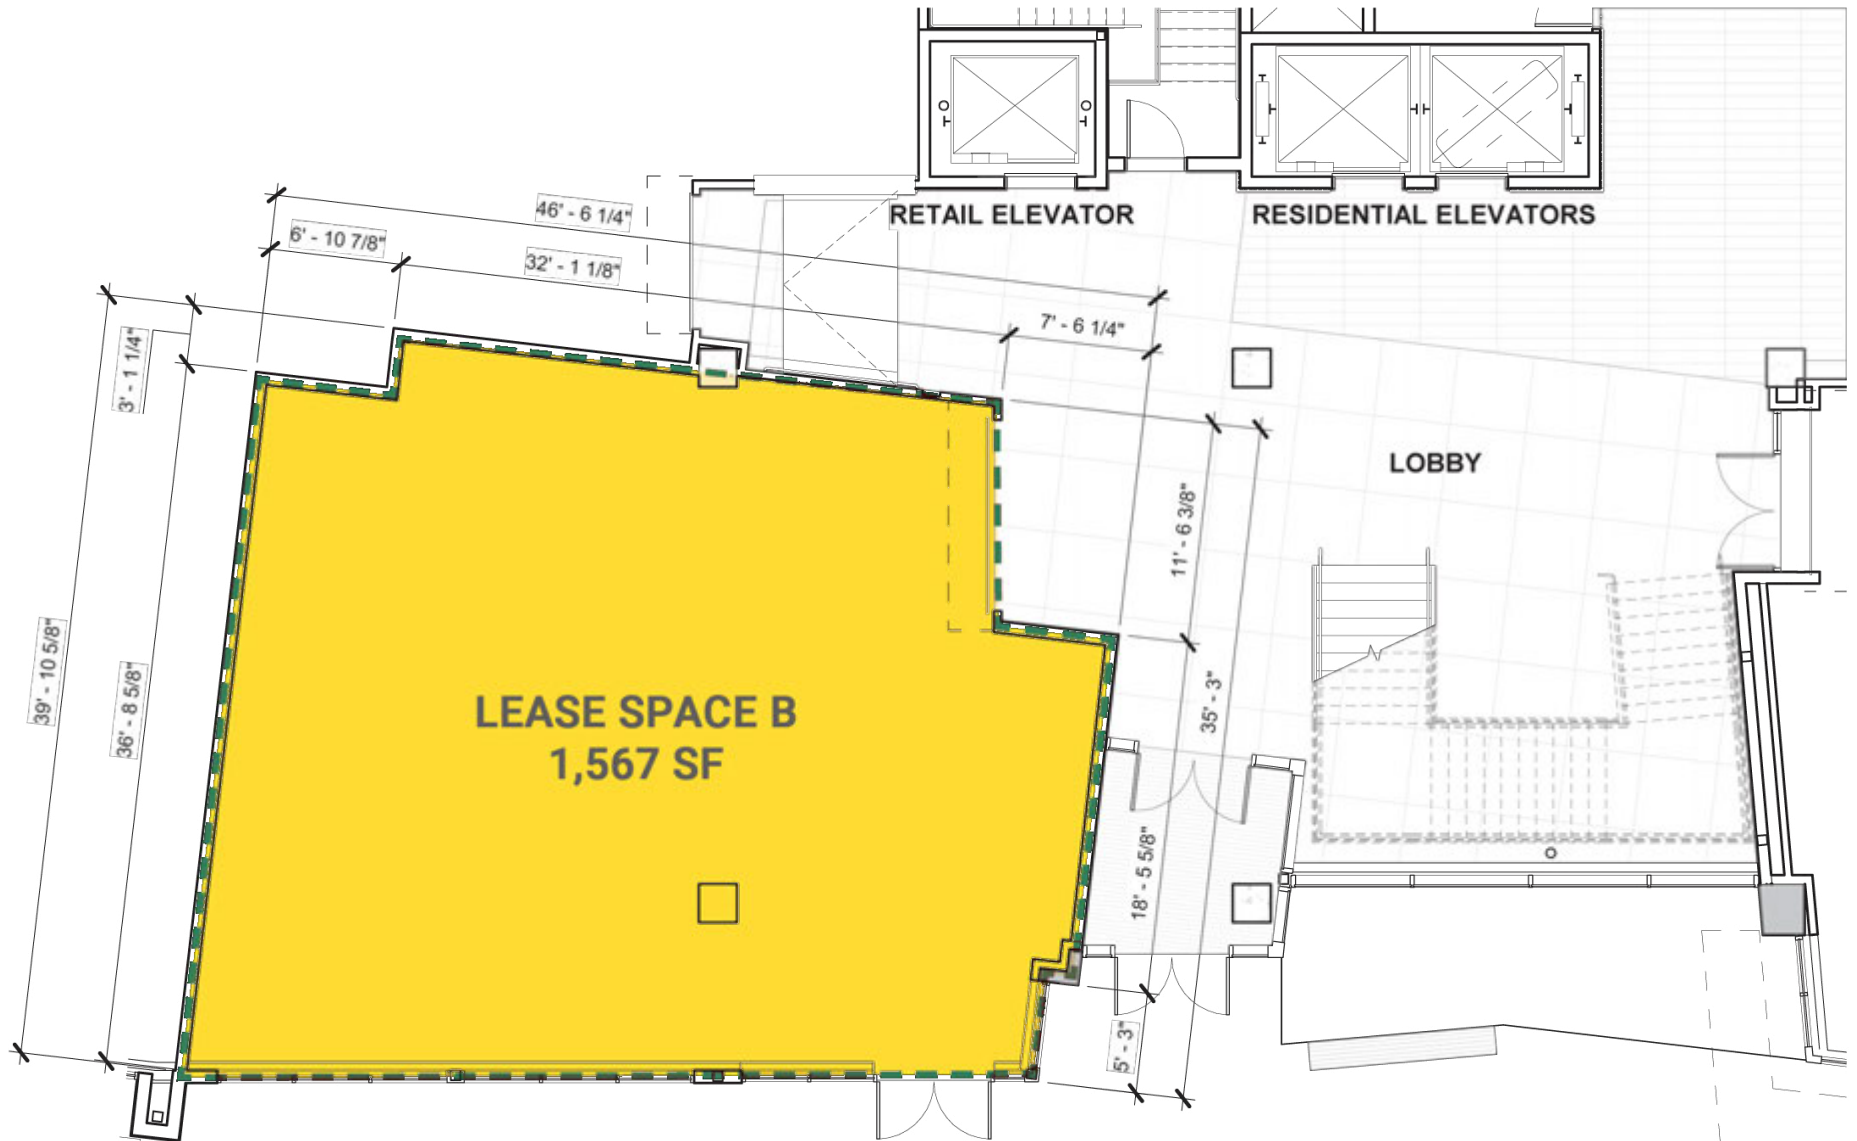 RETAIL ELEVATOR
RESIDENTIAL ELEVATORS
46' - 6 1/4"
6' - 10 7/8"
32' - 1 1/8"
7' - 6 1/4"
3' - 1 1/4"
LOBBY
11' - 6 3/8"
39' - 10 5/8"
36' - 8 5/8"
35' - 3"
LEASE SPACE B
1,567 SF
18' - 5 5/8"
5' - 3"